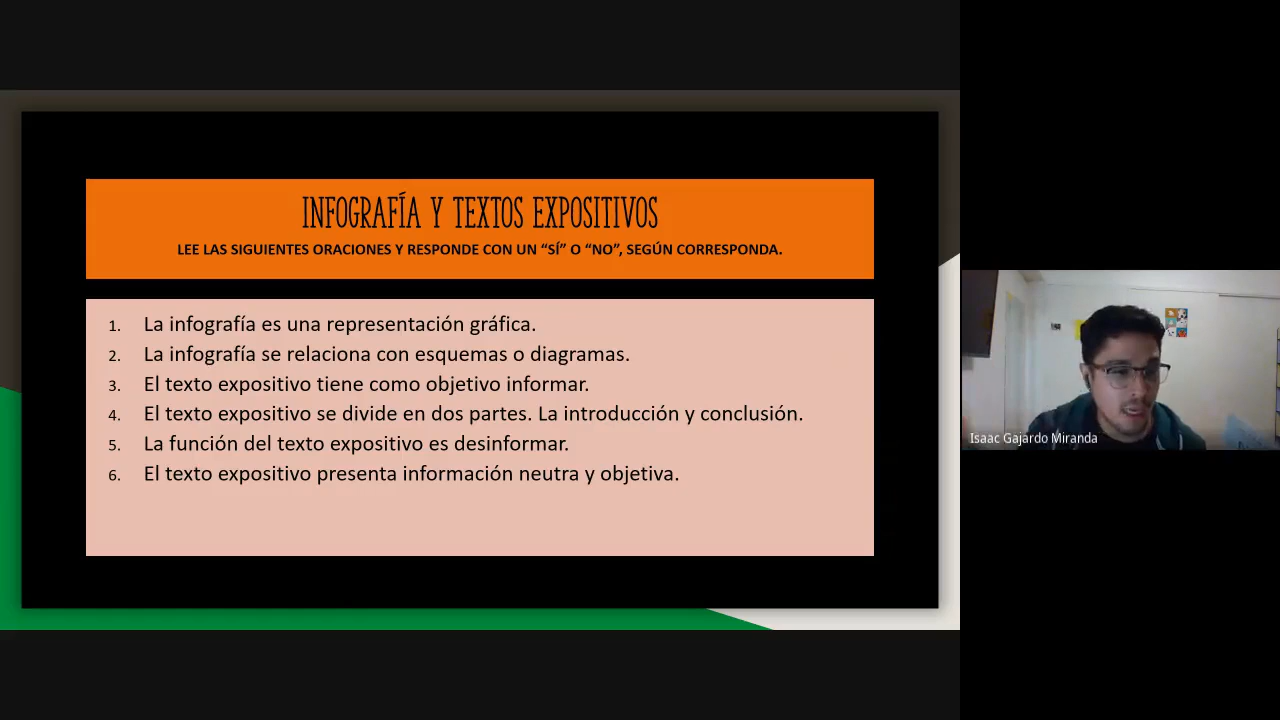 INFOGRAFÍA Y TEXTOS EXPOSITIVOS
LEE LAS SIGUIENTES ORACIONES Y RESPONDE CON UN “SÍ” O “NO”, SEGÚN CORRESPONDA.
1. La infografía es una representación gráfica.
2. La infografía se relaciona con esquemas o diagramas.
3. El texto expositivo tiene como objetivo informar.
4. El texto expositivo se divide en dos partes. La introducción y conclusión.
5. La función del texto expositivo es desinformar.
6. El texto expositivo presenta información neutra y objetiva.
Isaac Gajardo Miranda